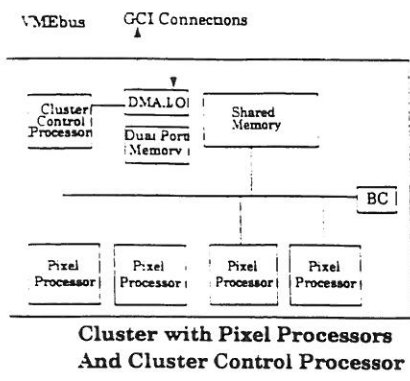 VMEbus GCI Connections
Cluster
Control
Processor
DMA.I.O
Dual Port
Memory
Shared
Memory
BC
Pixel
Processor
Pixel
Processor
Pixel
Processor
Pixel
Processor
Cluster with Pixel Processors
And Cluster Control Processor